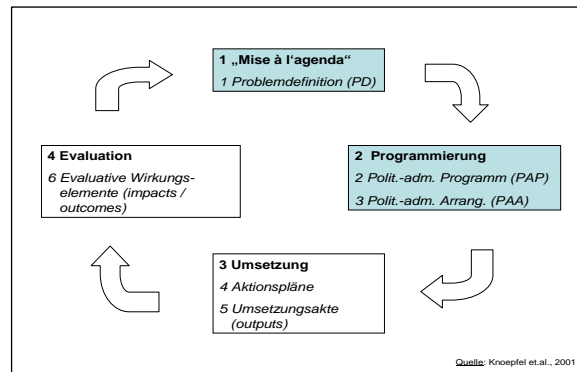 1 „Mise à l‘agenda“
1 Problemdefinition (PD)
4 Evaluation
6 Evaluative Wirkungs-
elemente (impacts /
outcomes)
2 Programmierung
2 Polit.-adm. Programm (PAP)
3 Polit.-adm. Arrang. (PAA)
3 Umsetzung
4 Aktionspläne
5 Umsetzungsakte
(outputs)
Quelle: Knoepfel et.al., 2001